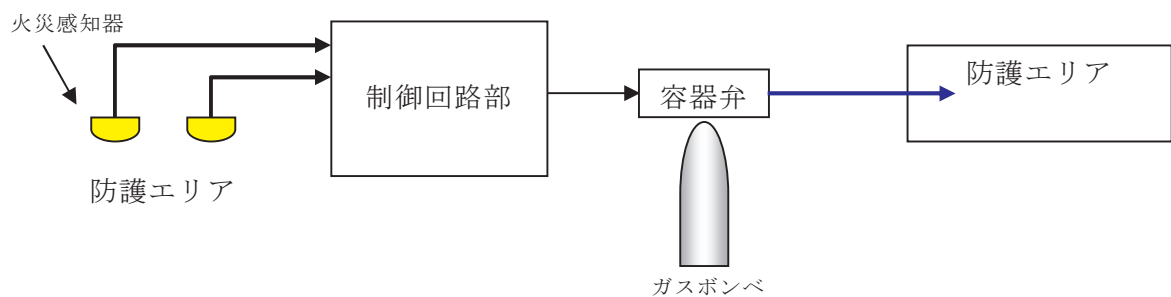 火災感知器
防護エリア
制御回路部
容器弁
ガスボンベ
防護エリア